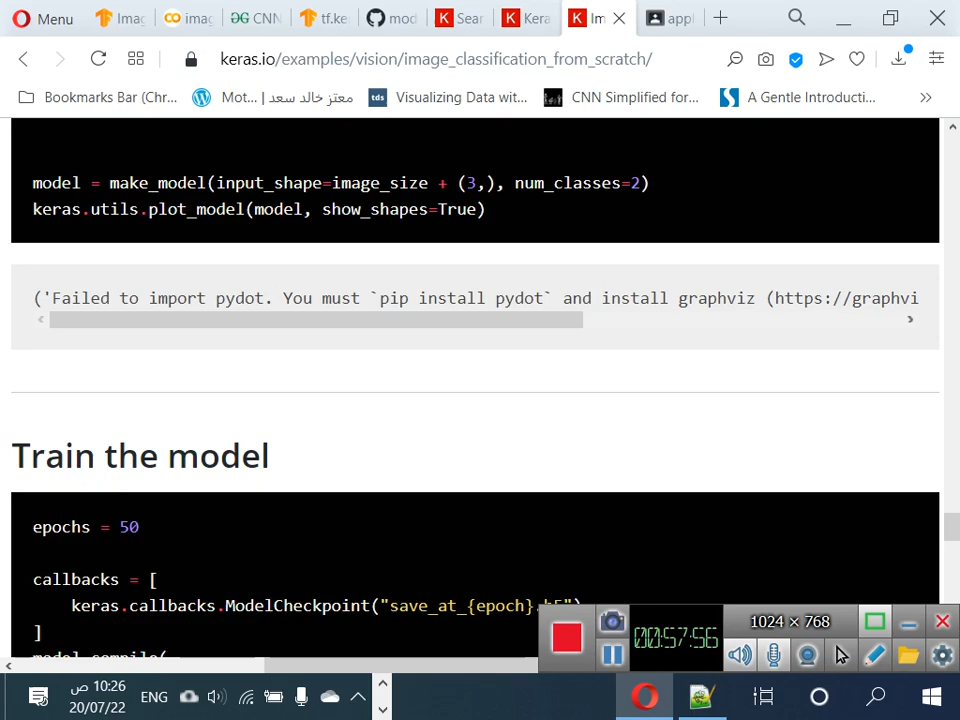 Menu
Imag
imag
CNN
tf.ke
mod
Sear
Kera
Im
appl
keras.io/examples/vision/image_classification_from_scratch/
Bookmarks Bar (Chr...
Mot... | معتز خالد سعد
tds
Visualizing Data wit...
CNN Simplified for...
A Gentle Introducti...
model = make_model(input_shape=image_size + (3,), num_classes=2)
keras.utils.plot_model(model, show_shapes=True)
('Failed to import pydot. You must `pip install pydot` and install graphviz (https://graphvi
Train the model
epochs = 50
callbacks = [
keras.callbacks.ModelCheckpoint("save_at_{epoch}.h5")
]
model.compile(
1024 × 768
00:57:56
10:26 ص
ENG
20/07/22